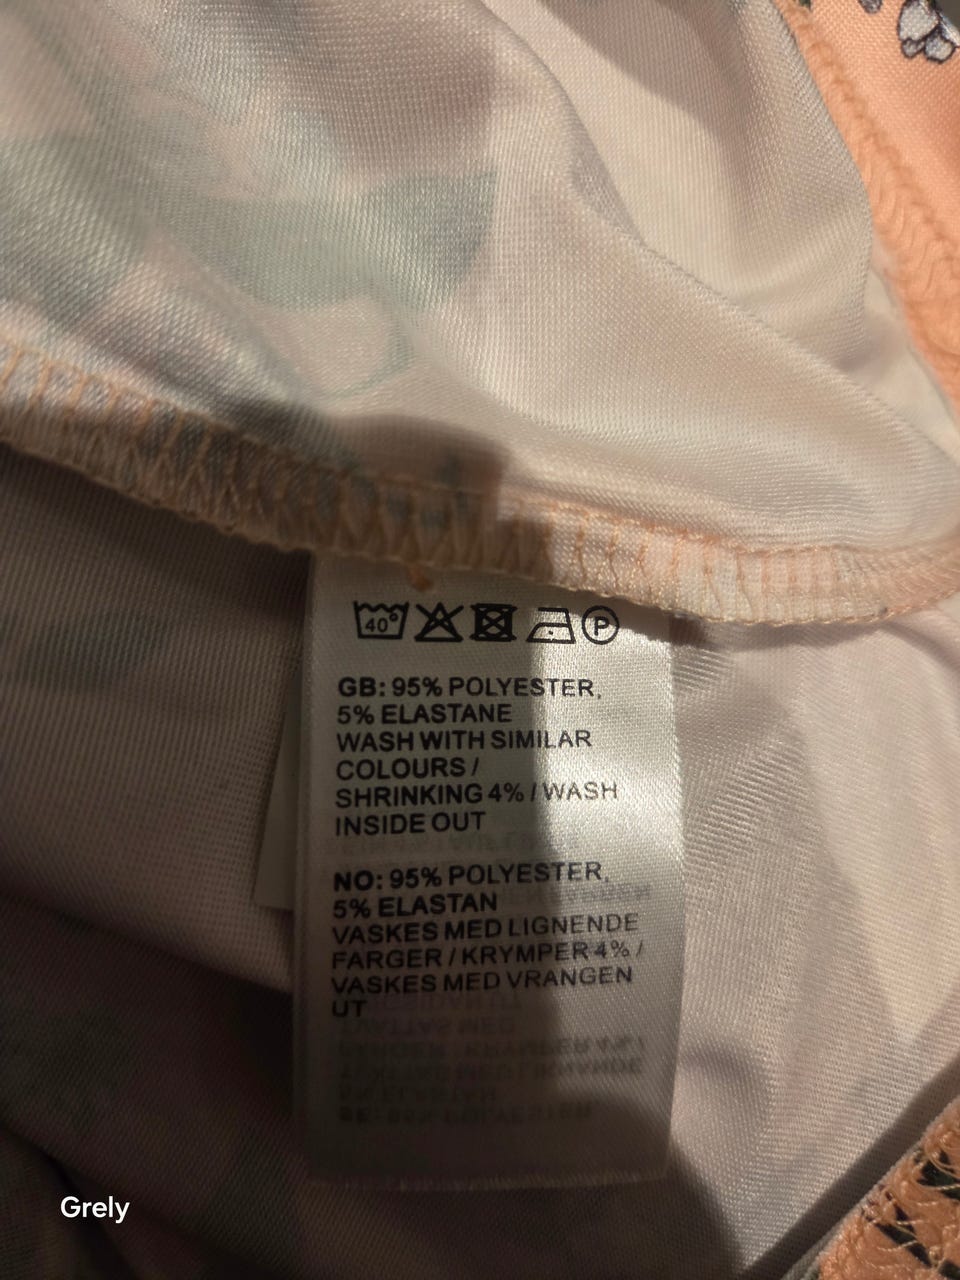 40°
P
GB: 95% POLYESTER,
5% ELASTANE
WASH WITH SIMILAR
COLOURS /
SHRINKING 4% / WASH
INSIDE OUT
NO: 95% POLYESTER,
5% ELASTAN
VASKES MED LIGNENDE
FARGER / KRYMPER 4% /
VASKES MED VRANGEN
UT
Grely